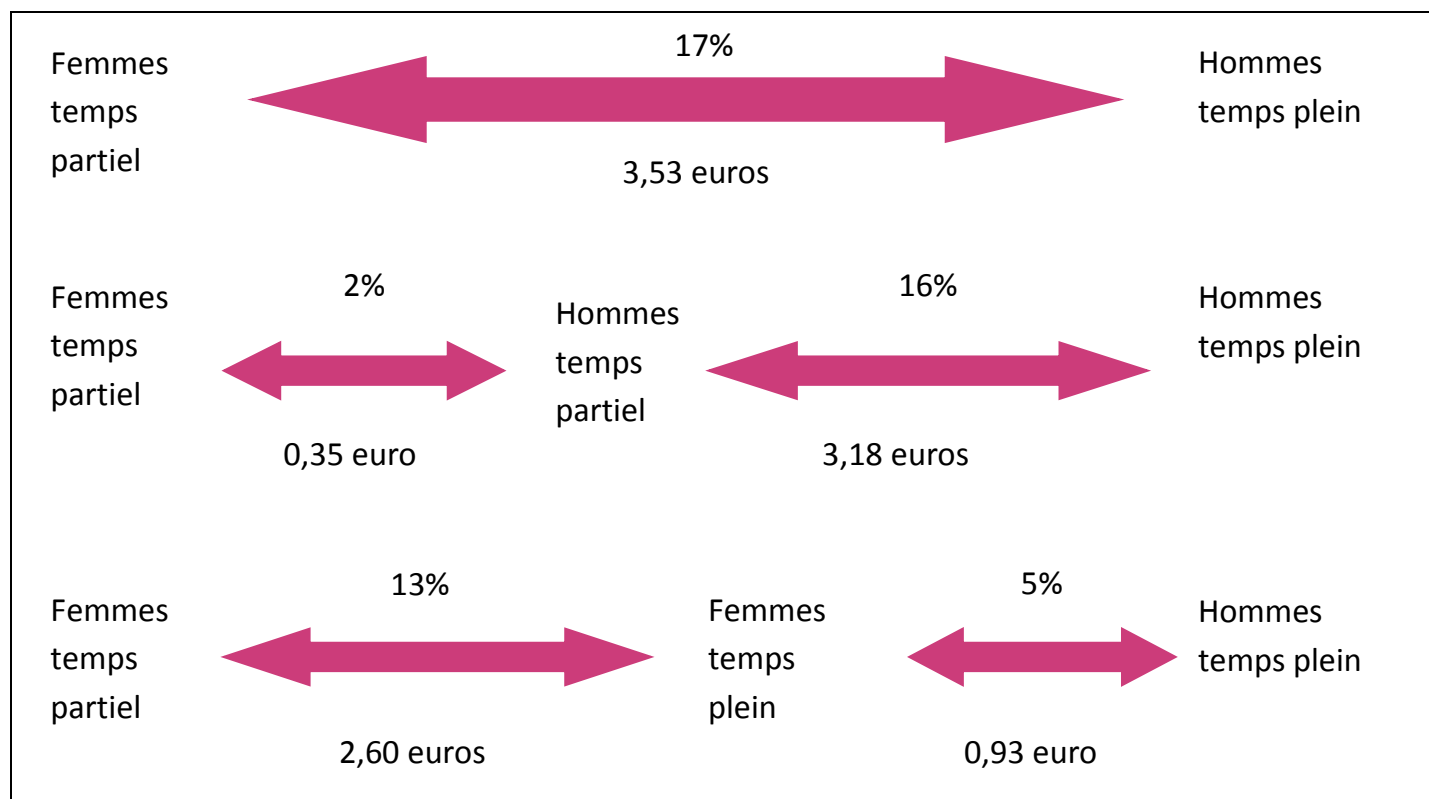 17%
Femmes
temps
partiel
Hommes
temps plein
3,53 euros
2%
16%
Femmes
temps
partiel
Hommes
temps
partiel
Hommes
temps plein
0,35 euro
3,18 euros
13%
5%
Femmes
temps
partiel
Femmes
temps
plein
Hommes
temps plein
2,60 euros
0,93 euro